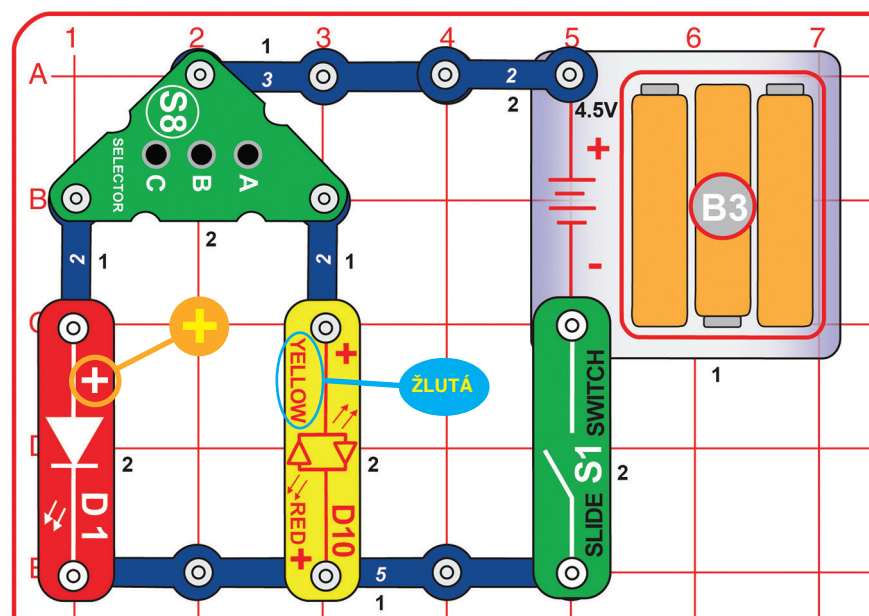 1 2 3 4 5 6 7
A
1
3
2
2
4.5V
S8
SELECTOR
C B A
+
B
B3
2
2
1
2
1
-
C
1
+
+
YELLOW
+
ŽLUTÁ
SLIDE SWITCH
S1
D
2
2
2
D1
RED +
D10
E
5
1